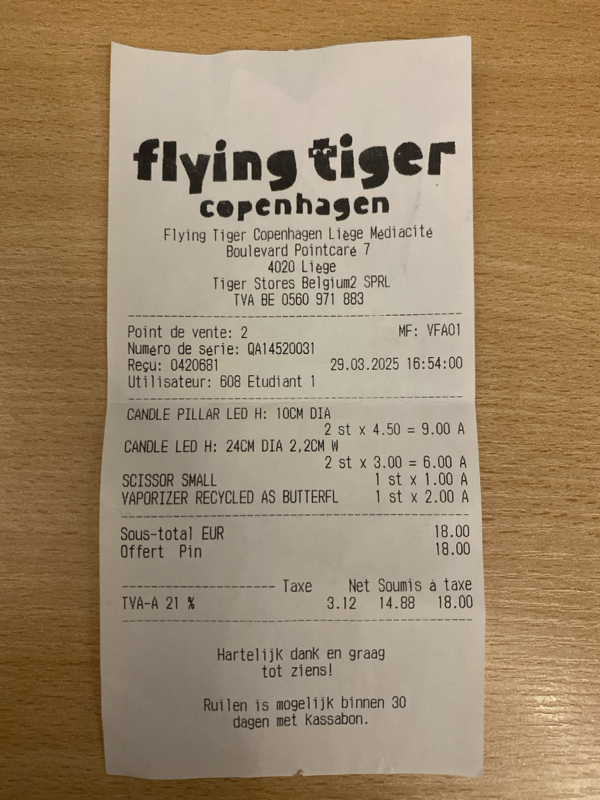 flying tiger
copenhagen
Flying Tiger Copenhagen Liège Médiacité
Boulevard Pointcaré 7
4020 Liège
Tiger Stores Belgium2 SPRL
TVA BE 0560 971 883
Point de vente: 2 MF: VFA01
Numéro de série: QA14520031
Reçu: 0420681 29.03.2025 16:54:00
Utilisateur: 608 Etudiant 1
CANDLE PILLAR LED H: 10CM DIA
2 st x 4.50 = 9.00 A
CANDLE LED H: 24CM DIA 2,2CM W
2 st x 3.00 = 6.00 A
SCISSOR SMALL 1 st x 1.00 A
VAPORIZER RECYCLED AS BUTTERFL 1 st x 2.00 A
Sous-total EUR 18.00
Offert Pin 18.00
---------------------- Taxe Net Soumis à taxe
TVA-A 21 % 3.12 14.88 18.00
Hartelijk dank en graag
tot ziens!
Ruilen is mogelijk binnen 30
dagen met kassabon.